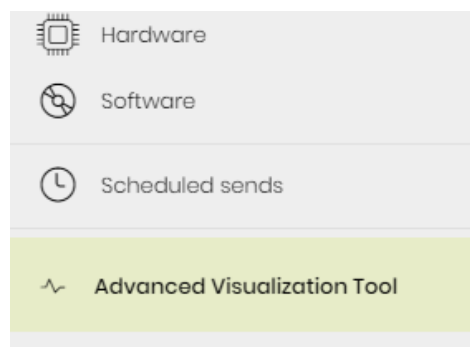 Hardware
Software
Scheduled sends
Advanced Visualization Tool